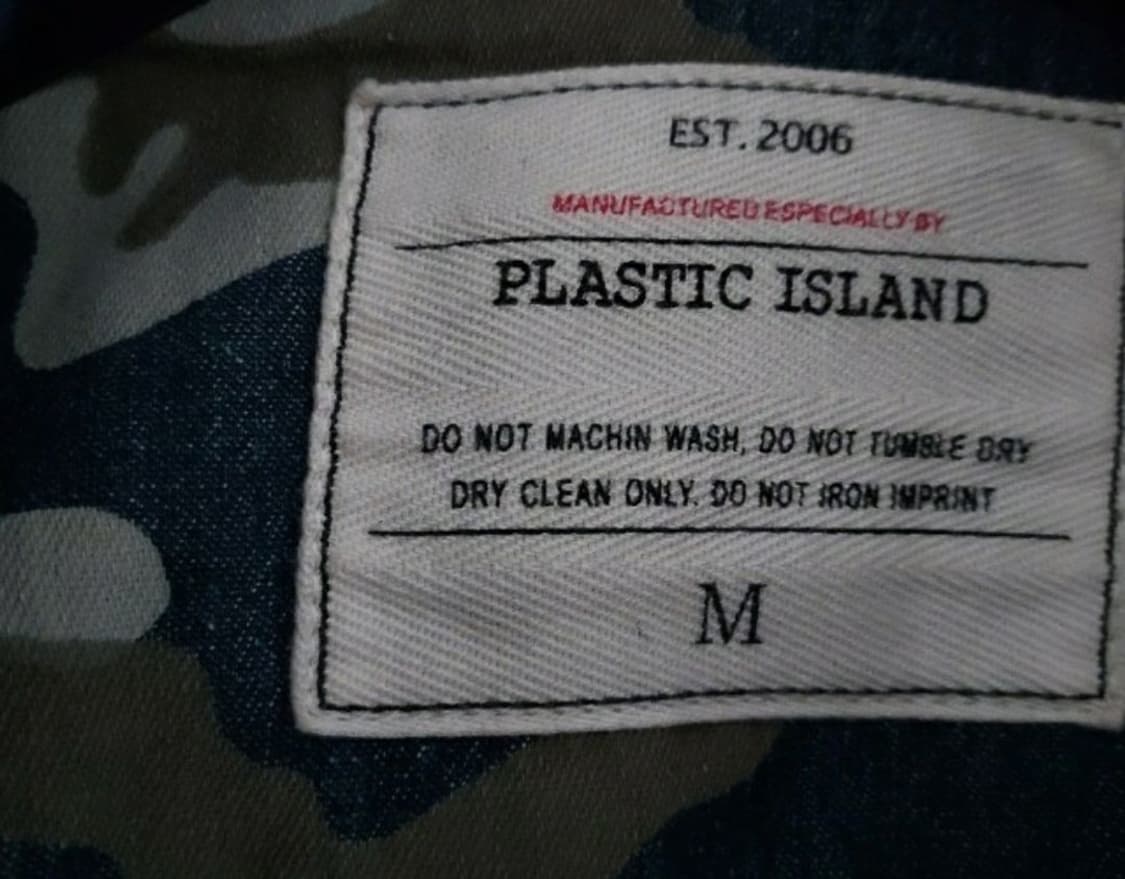 EST. 2006
MANUFACTURED ESPECIALLY BY
PLASTIC ISLAND
DO NOT MACHIN WASH, DO NOT TUMBLE DRY
DRY CLEAN ONLY. DO NOT IRON IMPRINT
M